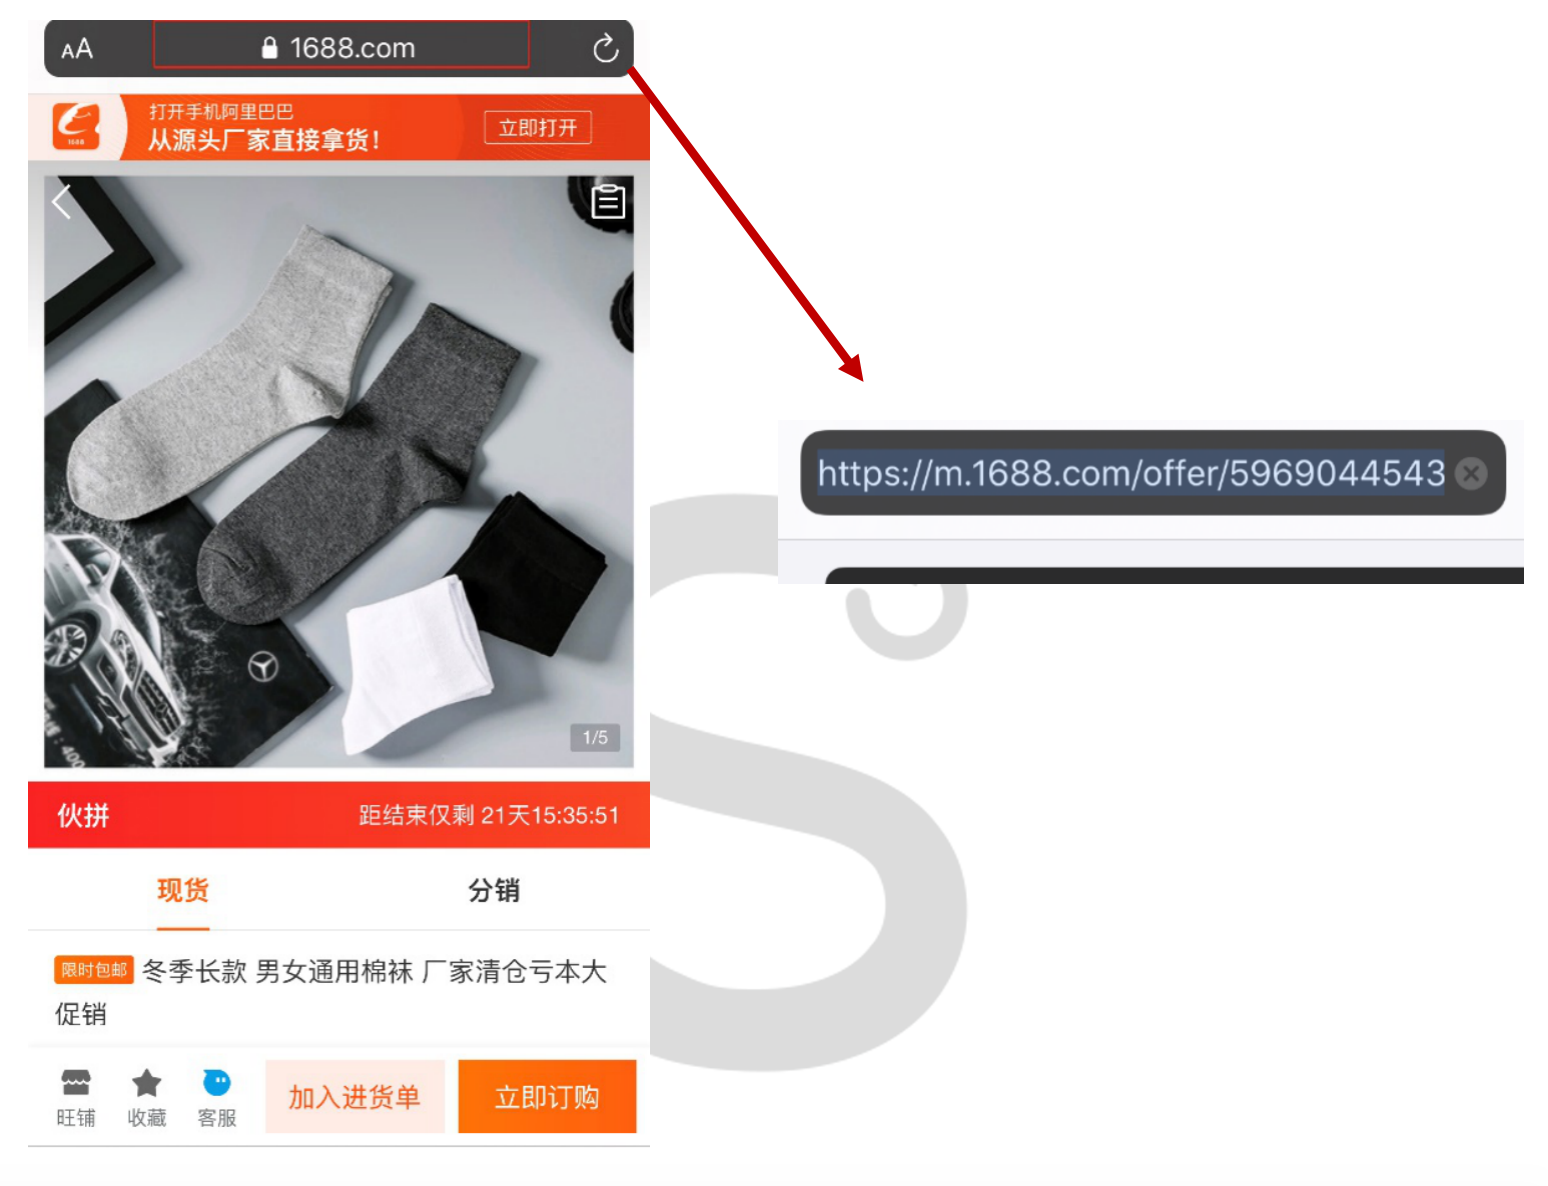 AA 1688.com
打开手机阿里巴巴
从源头厂家直接拿货!
立即打开
1688
400
1/5
伙拼
距结束仅剩 21天15:35:51
现货
分销
限时包邮 冬季长款 男女通用棉袜 厂家清仓亏本大
促销
旺铺
收藏
客服
加入进货单
立即订购
https://m.1688.com/offer/5969044543